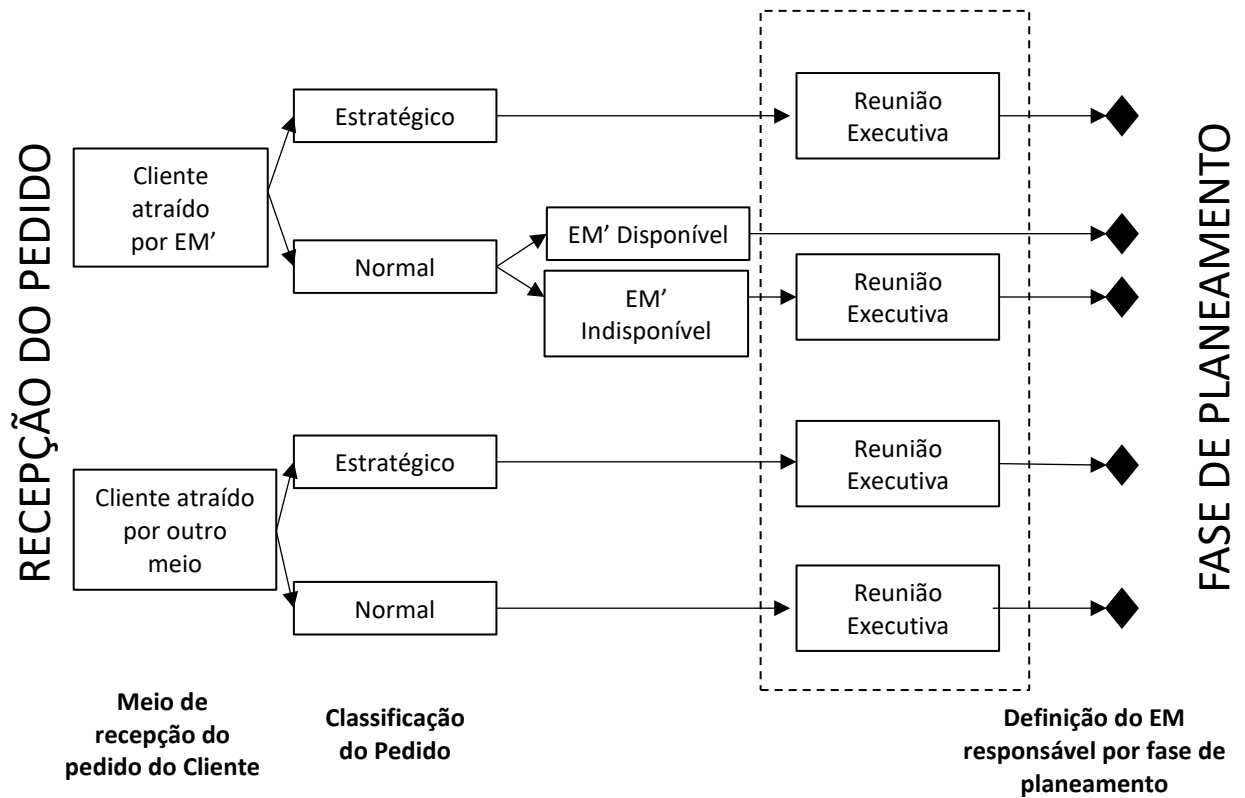 RECEPÇÃO DO PEDIDO
Cliente
atraído
por EM’
Estratégico
Normal
EM’ Disponível
EM’
Indisponível
Reunião
Executiva
Reunião
Executiva
Cliente atraído
por outro
meio
Estratégico
Normal
Reunião
Executiva
Reunião
Executiva
FASE DE PLANEAMENTO
Meio de
recepção do
pedido do Cliente
Classificação
do Pedido
Definição do EM
responsável por fase de
planeamento